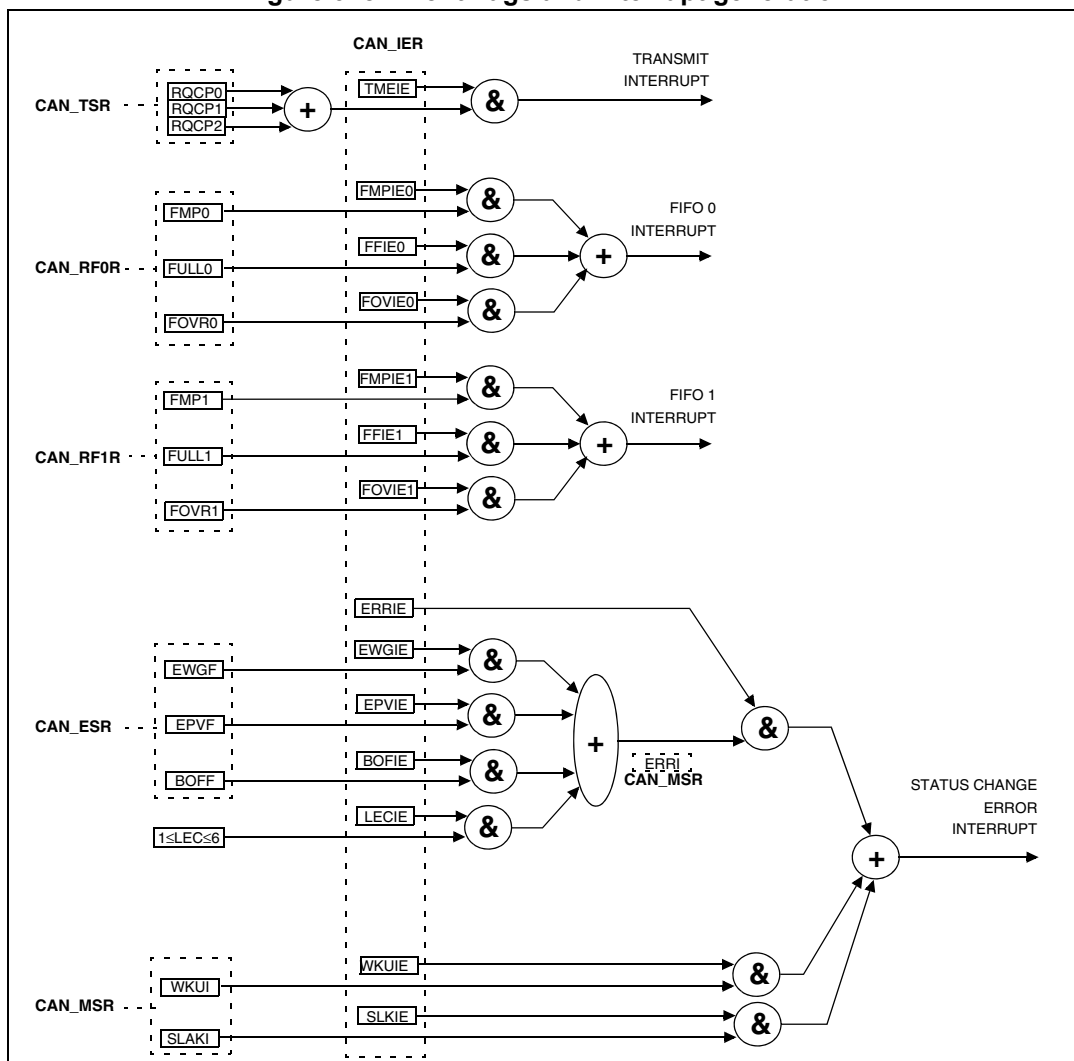 CAN_IER
TRANSMIT
INTERRUPT
CAN_TSR
RQCP0
RQCP1
RQCP2
+
TMEIE
&
FMPIE0
&
FIFO 0
INTERRUPT
FMP0
CAN_RF0R
FULL0
FFIE0
&
+
FOVR0
FOVIE0
&
FMPIE1
&
FIFO 1
INTERRUPT
FMP1
CAN_RF1R
FULL1
FFIE1
&
+
FOVR1
FOVIE1
&
ERRIE
EWGIE
&
EWGF
CAN_ESR
EPVF
EPVIE
&
+
&
ERRI
CAN_MSR
BOFF
BOFIE
&
1≤LEC≤6
LECIE
&
STATUS CHANGE
ERROR
INTERRUPT
+
WKUIE
&
WKUI
CAN_MSR
SLKIE
&
SLAKI